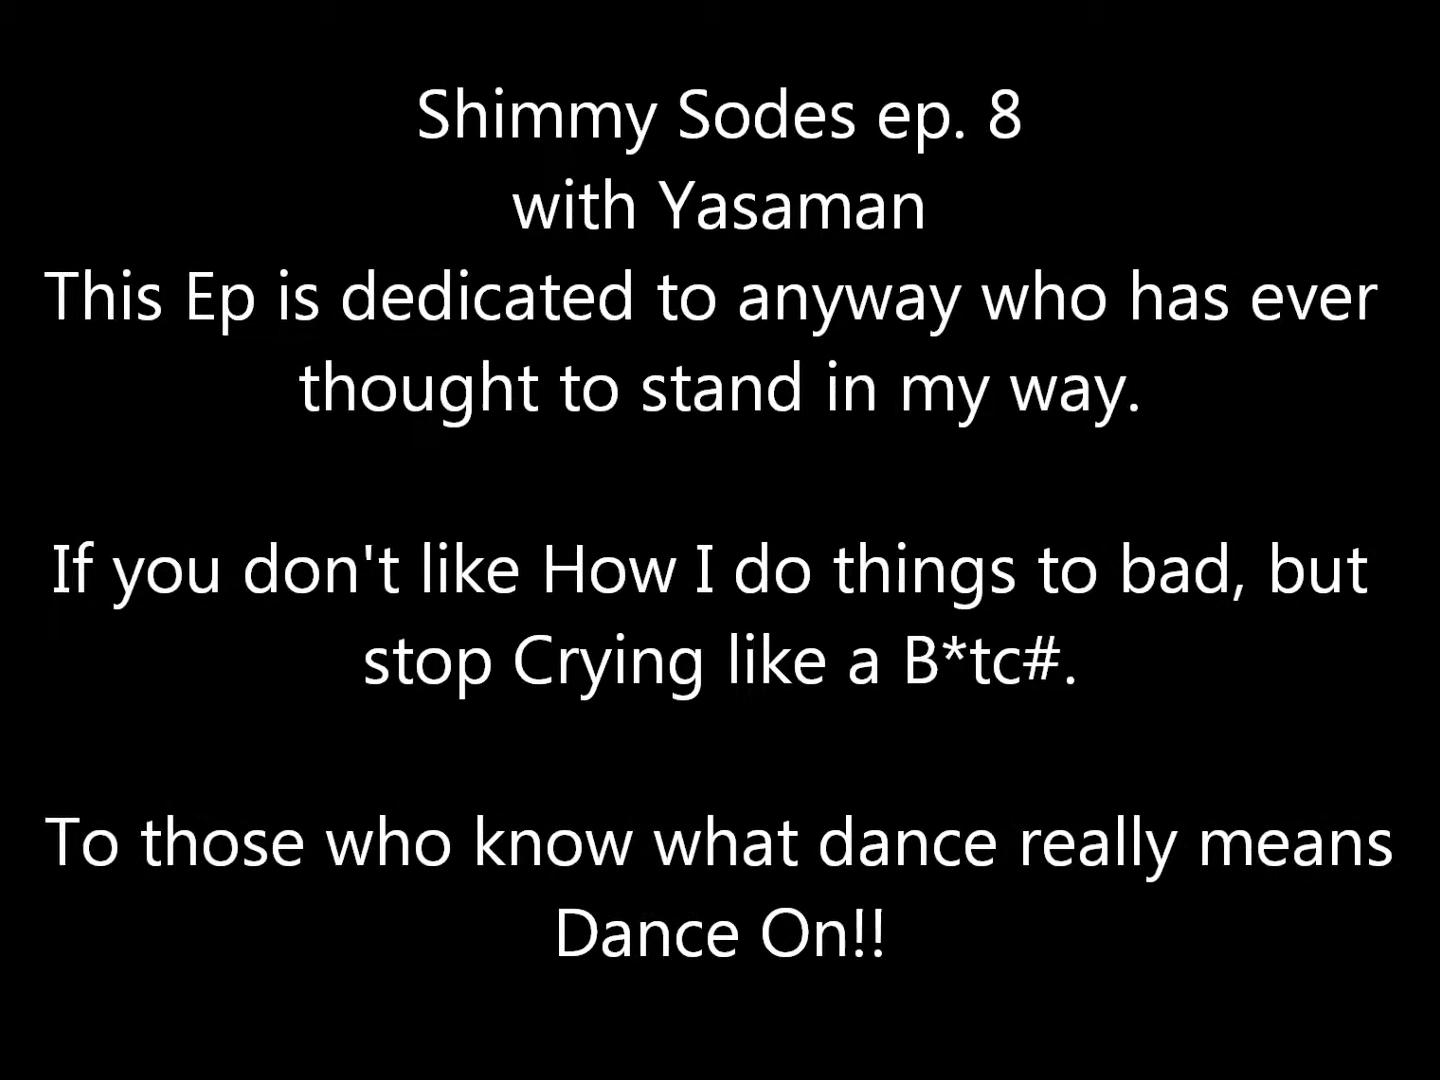 Shimmy Sodes ep. 8
with Yasaman
This Ep is dedicated to anyway who has ever
thought to stand in my way.
If you don't like How I do things to bad, but
stop Crying like a B*tc#.
To those who know what dance really means
Dance On!!